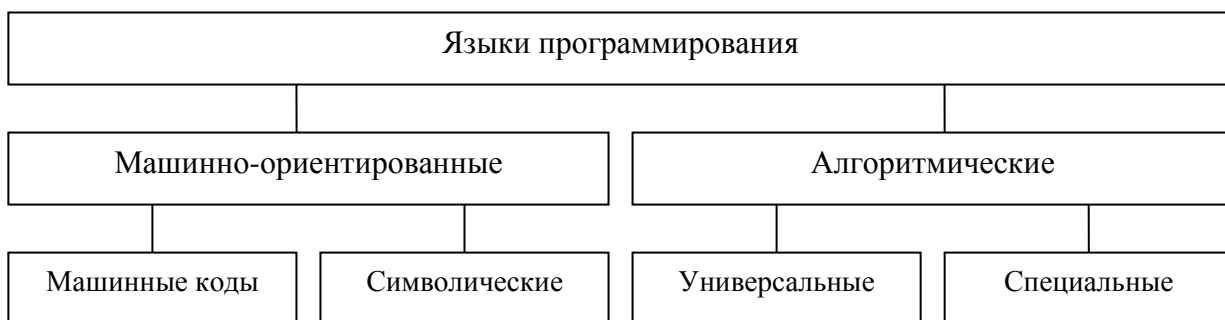 Языки программирования
Машинно-ориентированные
Алгоритмические
Машинные коды
Символические
Универсальные
Специальные